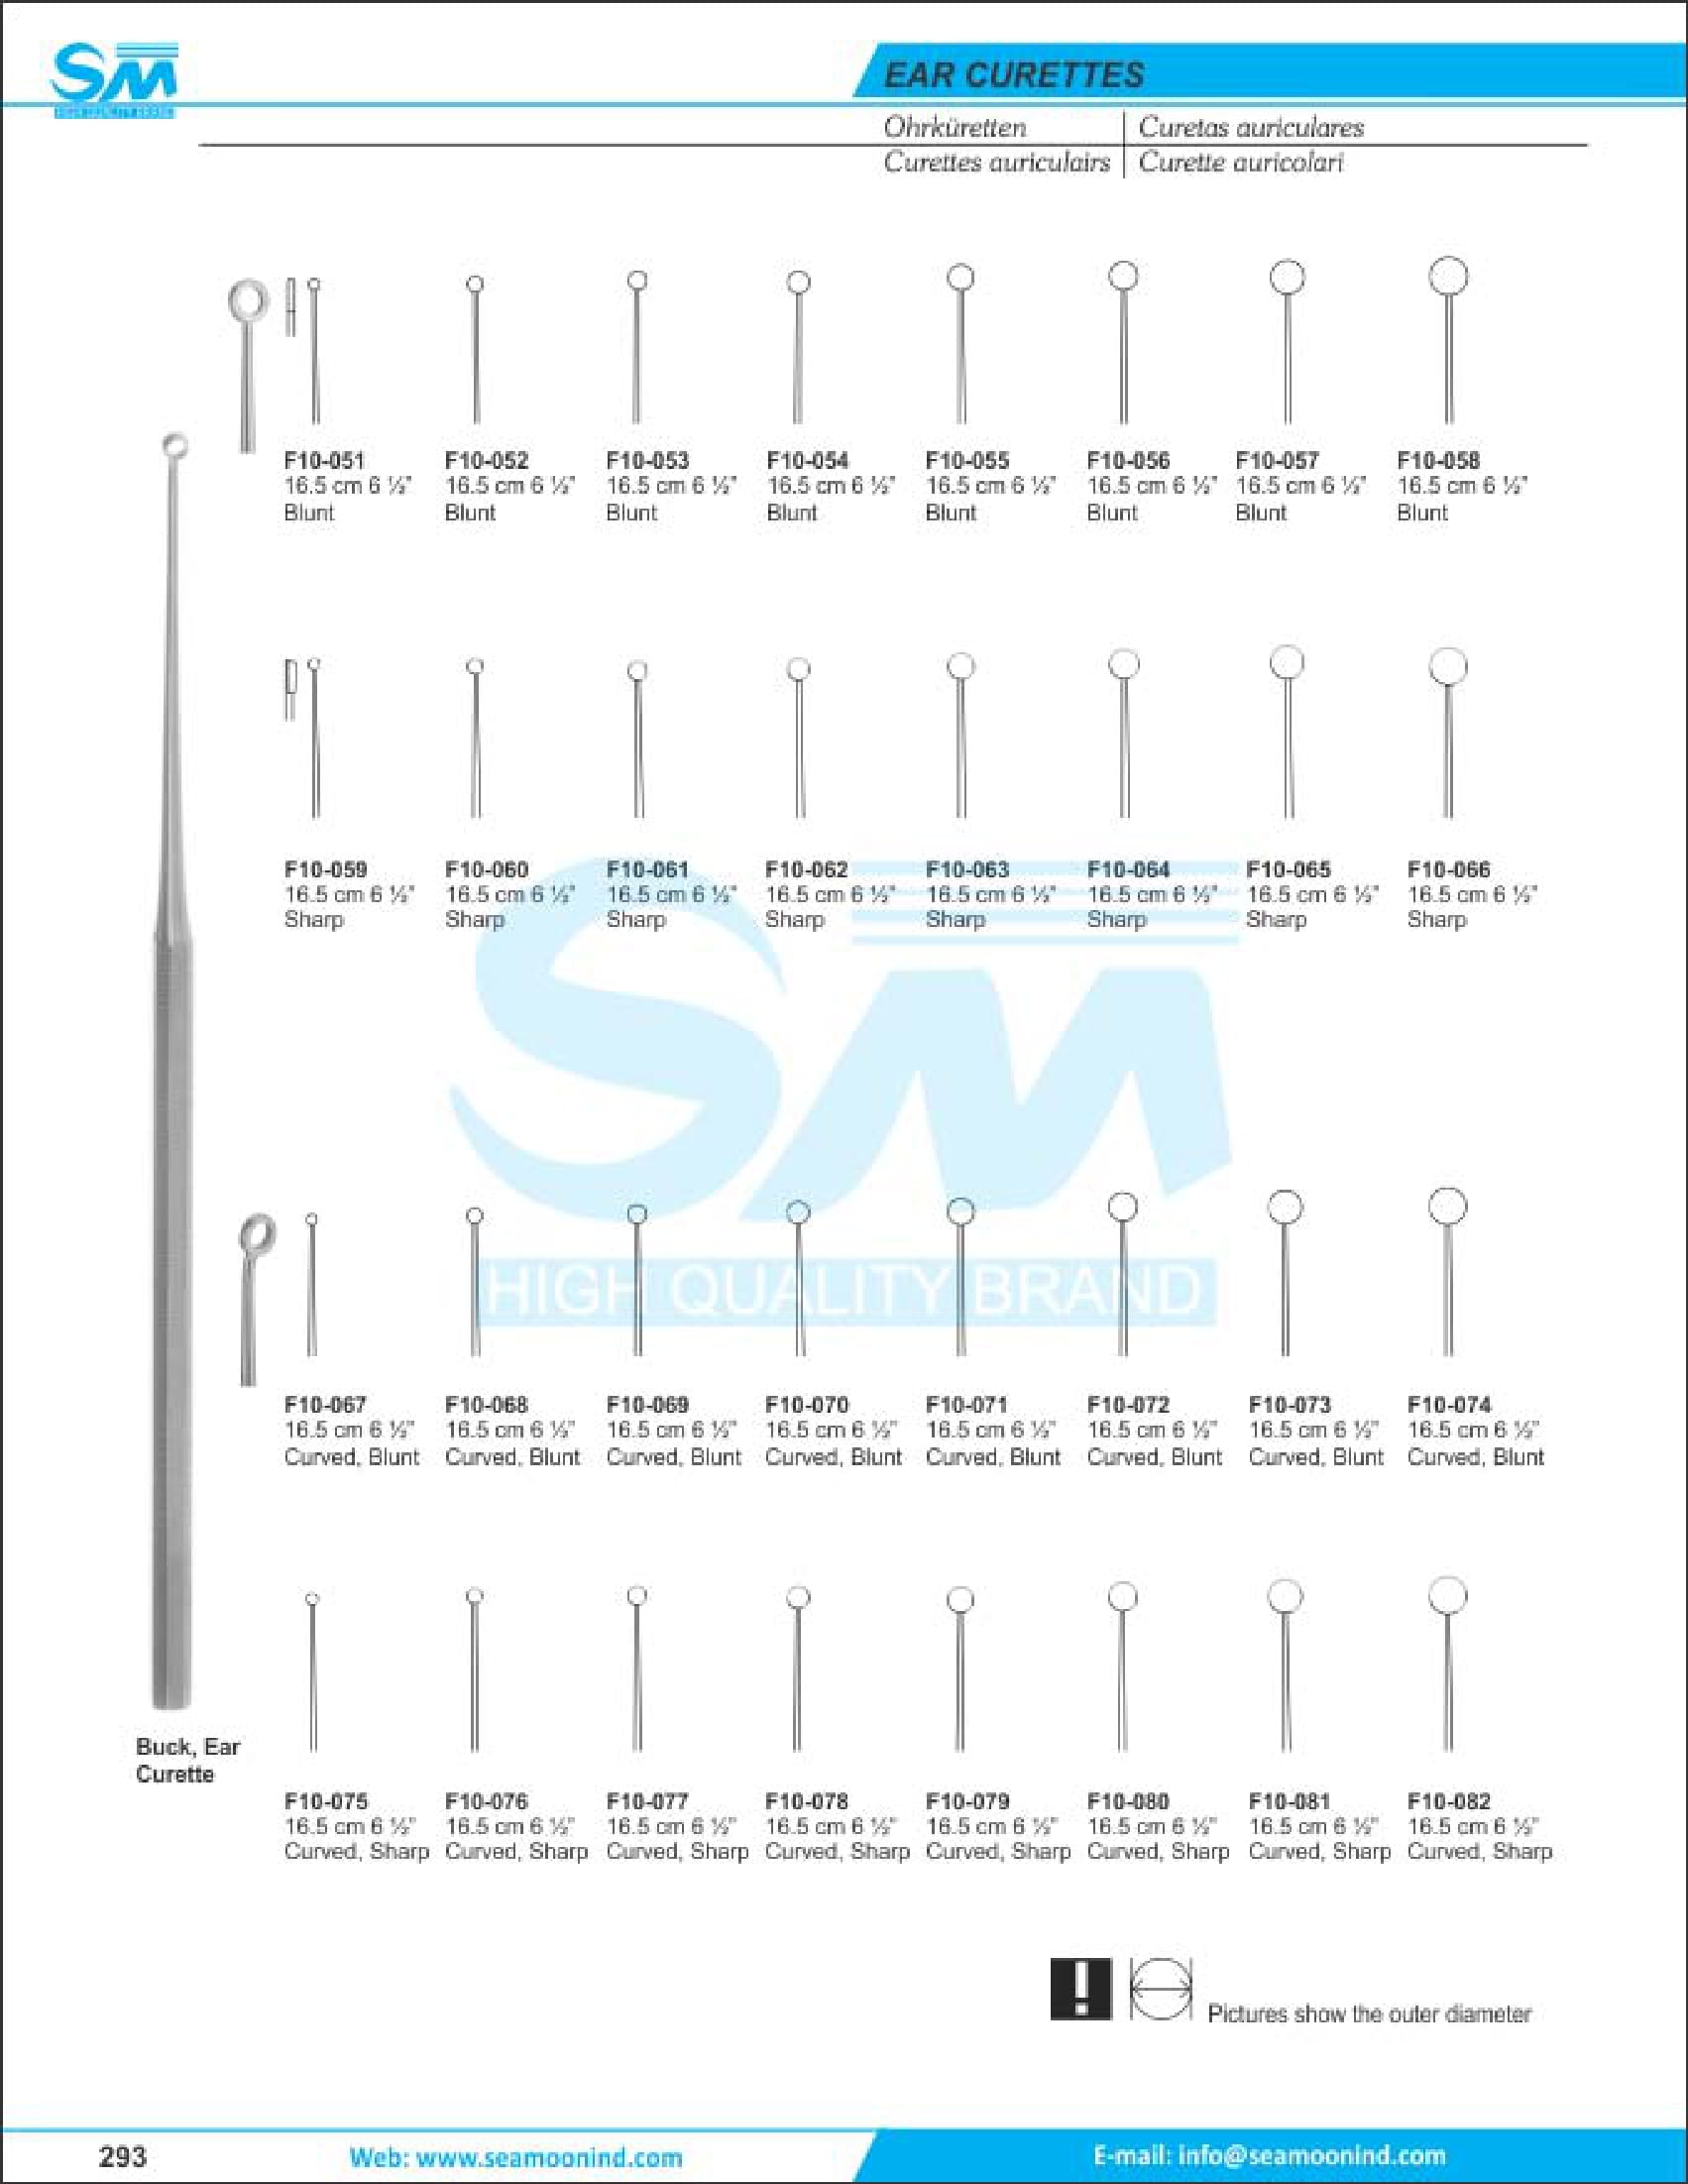 SM
EAR CURETTES
Ohrküretten
Curetas auriculares
Curettes auriculairs
Curette auricolari
F10-051 F10-052 F10-053 F10-054 F10-055 F10-056 F10-057 F10-058
16.5 cm 6 ½" 16.5 cm 6 ½" 16.5 cm 6 ½" 16.5 cm 6 ½" 16.5 cm 6 ½" 16.5 cm 6 ½" 16.5 cm 6 ½" 16.5 cm 6 ½"
Blunt Blunt Blunt Blunt Blunt Blunt Blunt Blunt
F10-059 F10-060 F10-061 F10-062 F10-063 F10-064 F10-065 F10-066
16.5 cm 6 ½" 16.5 cm 6 ½" 16.5 cm 6 ½" 16.5 cm 6 ½" 16.5 cm 6 ½" 16.5 cm 6 ½" 16.5 cm 6 ½" 16.5 cm 6 ½"
Sharp Sharp Sharp Sharp Sharp Sharp Sharp Sharp
SM
HIGH QUALITY BRAND
F10-067 F10-068 F10-069 F10-070 F10-071 F10-072 F10-073 F10-074
16.5 cm 6 ½" 16.5 cm 6 ½" 16.5 cm 6 ½" 16.5 cm 6 ½" 16.5 cm 6 ½" 16.5 cm 6 ½" 16.5 cm 6 ½" 16.5 cm 6 ½"
Curved, Blunt Curved, Blunt Curved, Blunt Curved, Blunt Curved, Blunt Curved, Blunt Curved, Blunt Curved, Blunt
Buck, Ear
Curette
F10-075 F10-076 F10-077 F10-078 F10-079 F10-080 F10-081 F10-082
16.5 cm 6 ½" 16.5 cm 6 ½" 16.5 cm 6 ½" 16.5 cm 6 ½" 16.5 cm 6 ½" 16.5 cm 6 ½" 16.5 cm 6 ½" 16.5 cm 6 ½"
Curved, Sharp Curved, Sharp Curved, Sharp Curved, Sharp Curved, Sharp Curved, Sharp Curved, Sharp Curved, Sharp
! Pictures show the outer diameter
293
Web: www.seamoonind.com
E-mail: info@seamoonind.com